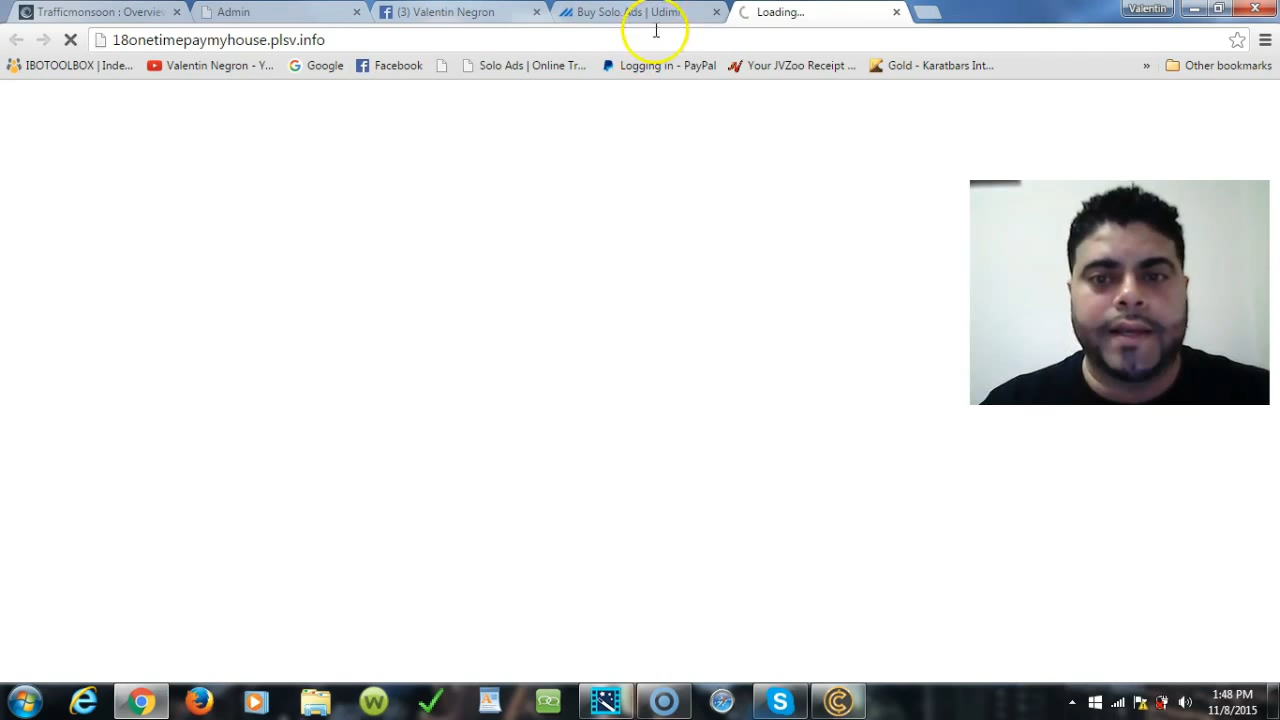 Trafficmonsoon : Overview
Admin
(3) Valentin Negron
Buy Solo Ads | Udimi
Loading...
Valentin
18onetimepaymyhouse.plsv.info
IBOTOOLBOX | Inde...
Valentin Negron - Y...
Google
Facebook
Solo Ads | Online Tr...
Logging in - PayPal
Your JVZoo Receipt ...
Gold - Karatbars Int...
»
Other bookmarks
1:48 PM
11/8/2015